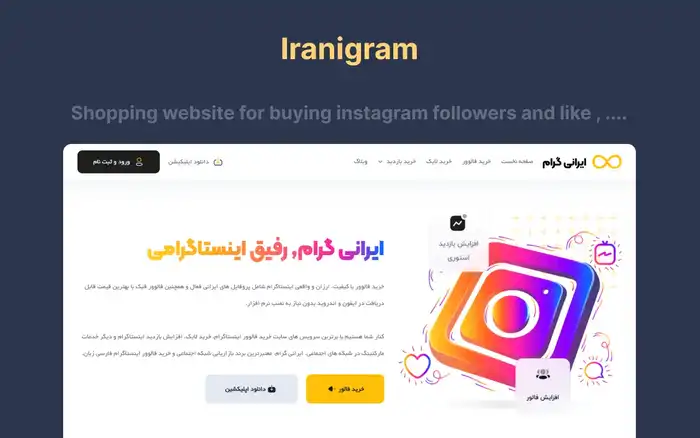 Iranigram
Shopping website for buying instagram followers and like , ....
ایرانی گرام صفحه نخست خرید فالوور خرید لایک خرید بازدید وبلاگ دانلود اپلیکیشن ورود و ثبت نام
افزایش بازدید
استوری
ایرانی گرام, رفیق اینستاگرامی
خرید فالوور با کیفیت، ارزان و واقعی اینستاگرام شامل پروفایل های ایرانی فعال و همچنین فالوور فیک با بهترین قیمت قابل
دریافت در آیفون و اندروید بدون نیاز به نصب نرم افزار.
کنار شما هستیم با برترین سرویس های سایت خرید فالوور اینستاگرام، خرید لایک، افزایش بازدید اینستاگرام و دیگر خدمات
مارکتینگ در شبکه های اجتماعی. ایرانی گرام، معتبرترین برند بازاریابی شبکه اجتماعی و خرید فالوور اینستاگرام فارسی زبان.
خرید فالور دانلود اپلیکشین
افزایش فالور